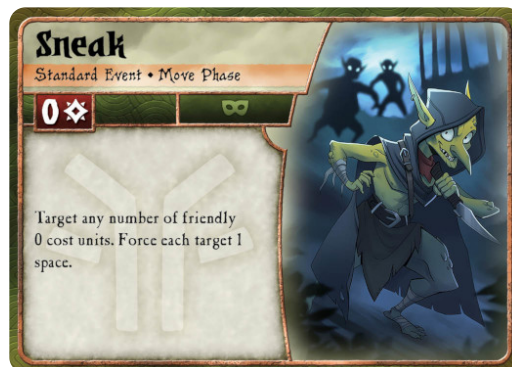 Sneak
Standard Event • Move Phase
0
Target any number of friendly
0 cost units. Force each target 1
space.